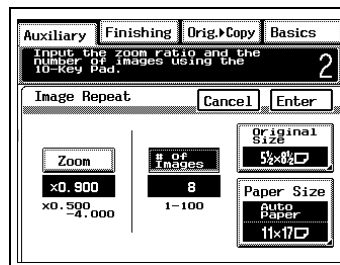 Auxiliary Finishing Orig.▸Copy Basics
Input the zoom ratio and the
number of images using the
10-Key Pad.
2
Image Repeat Cancel Enter
Original
Size
5½×8½
Zoom
# of
Images
×0.900
8
×0.500
-4.000
1-100
Paper Size
Auto
Paper
11×17